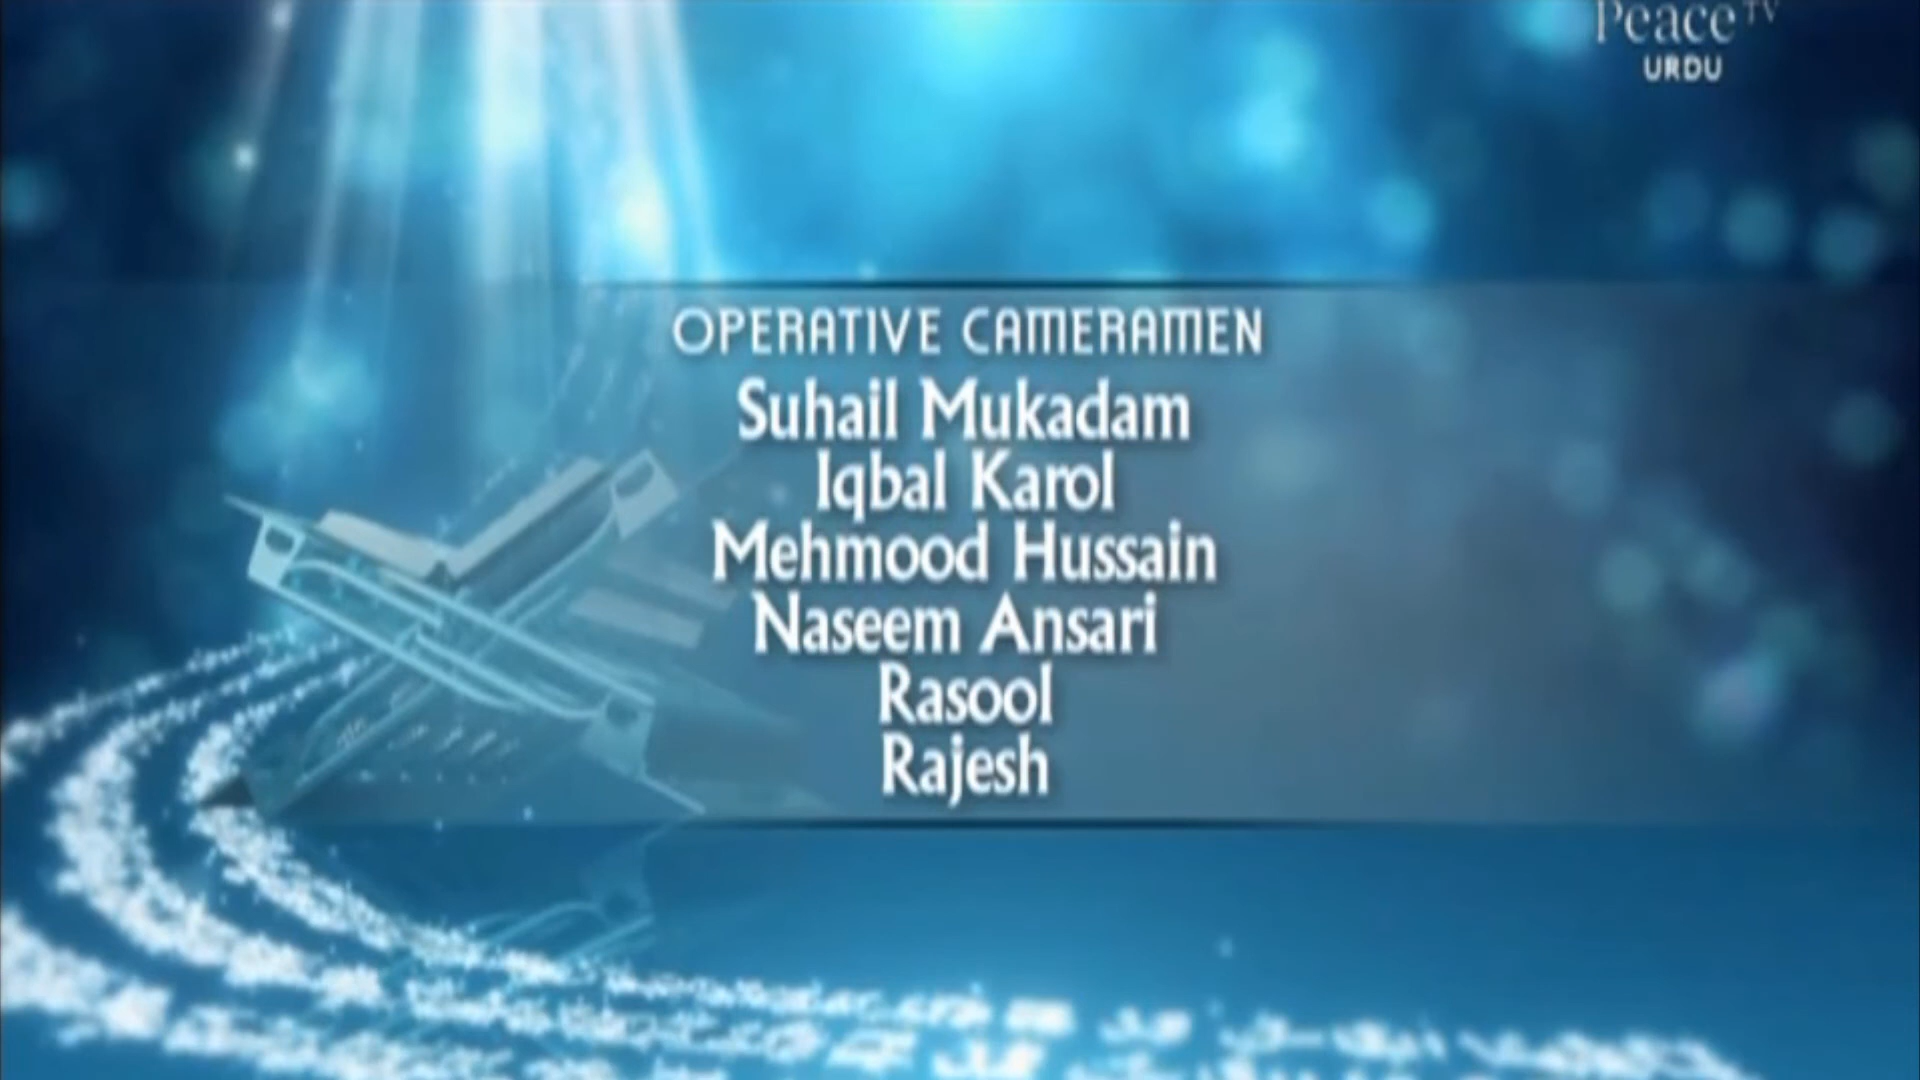 Peace TV
URDU
OPERATIVE CAMERAMEN
Suhail Mukadam
Iqbal Karol
Mehmood Hussain
Naseem Ansari
Rasool
Rajesh